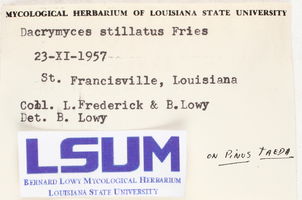 MYCOLOGICAL HERBARIUM OF LOUISIANA STATE UNIVERSITY
Dacrymyces stillatus Fries
23-XI-1957
St. Francisville, Louisiana
Coll. L.Frederick & B.Lowy
Det. B. Lowy
ON PINUS TAEDA
LSUM
BERNARD LOWY MYCOLOGICAL HERBARIUM
LOUISIANA STATE UNIVERSITY